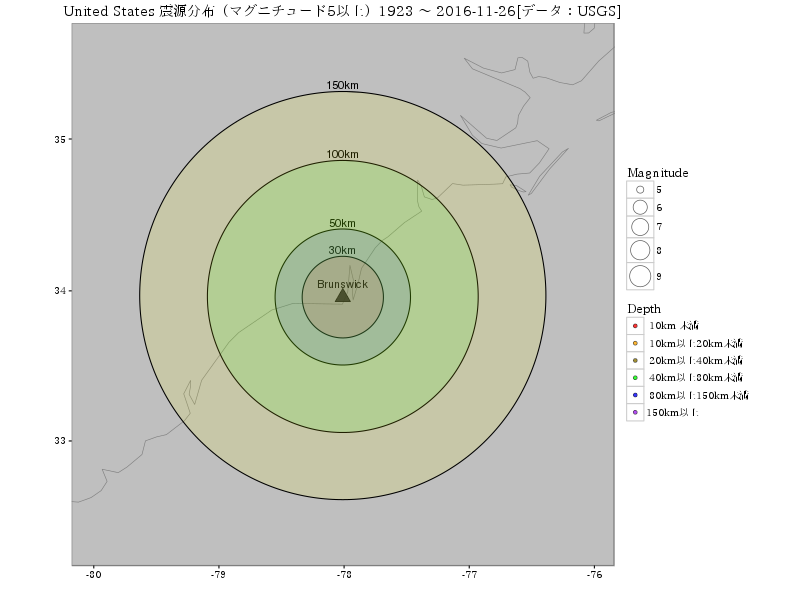 United States 震源分布（マグニチュード5以上）1923 ～ 2016-11-26[データ：USGS]
150km
100km
50km
30km
Brunswick
35
34
33
-80
-79
-78
-77
-76
Magnitude
5
6
7
8
9
Depth
10km 未満
10km以上20km未満
20km以上40km未満
40km以上80km未満
80km以上150km未満
150km以上